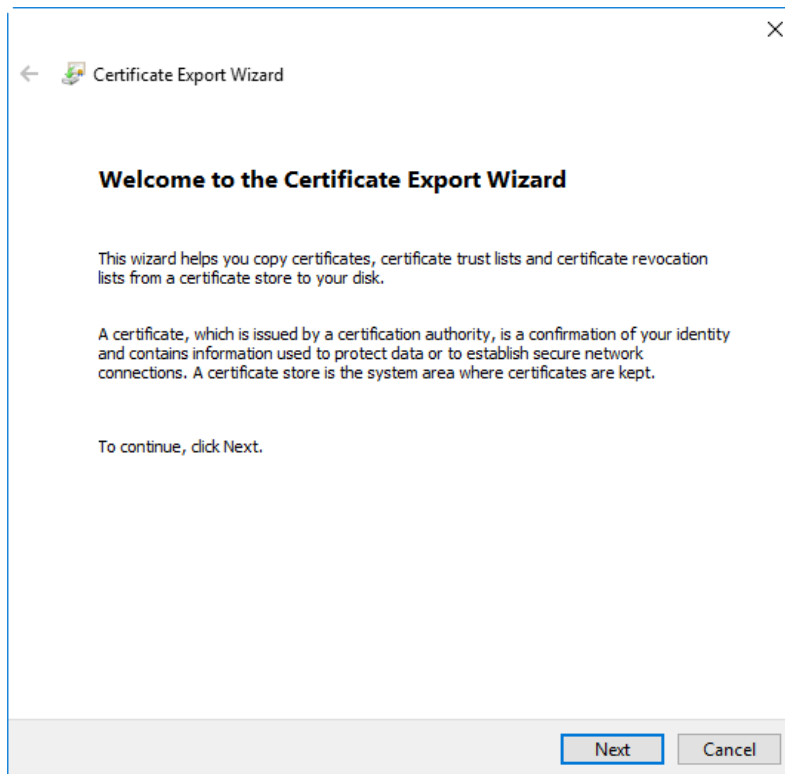 Certificate Export Wizard
Welcome to the Certificate Export Wizard
This wizard helps you copy certificates, certificate trust lists and certificate revocation
lists from a certificate store to your disk.
A certificate, which is issued by a certification authority, is a confirmation of your identity
and contains information used to protect data or to establish secure network
connections. A certificate store is the system area where certificates are kept.
To continue, click Next.
Next
Cancel